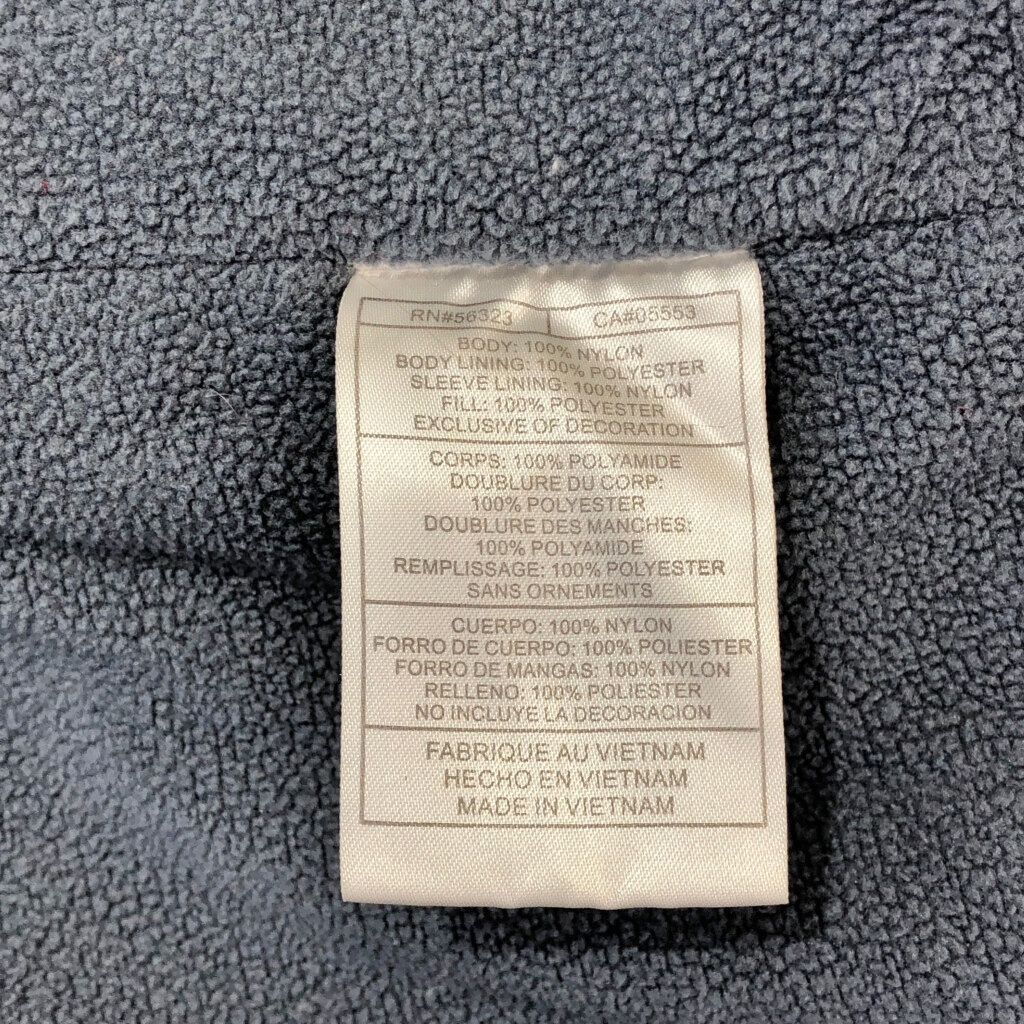 RN#56323 CA#05553
BODY: 100% NYLON
BODY LINING: 100% POLYESTER
SLEEVE LINING: 100% NYLON
FILL: 100% POLYESTER
EXCLUSIVE OF DECORATION
CORPS: 100% POLYAMIDE
DOUBLURE DU CORP:
100% POLYESTER
DOUBLURE DES MANCHES:
100% POLYAMIDE
REMPLISSAGE: 100% POLYESTER
SANS ORNEMENTS
CUERPO: 100% NYLON
FORRO DE CUERPO: 100% POLIESTER
FORRO DE MANGAS: 100% NYLON
RELLENO: 100% POLIESTER
NO INCLUYE LA DECORACION
FABRIQUE AU VIETNAM
HECHO EN VIETNAM
MADE IN VIETNAM